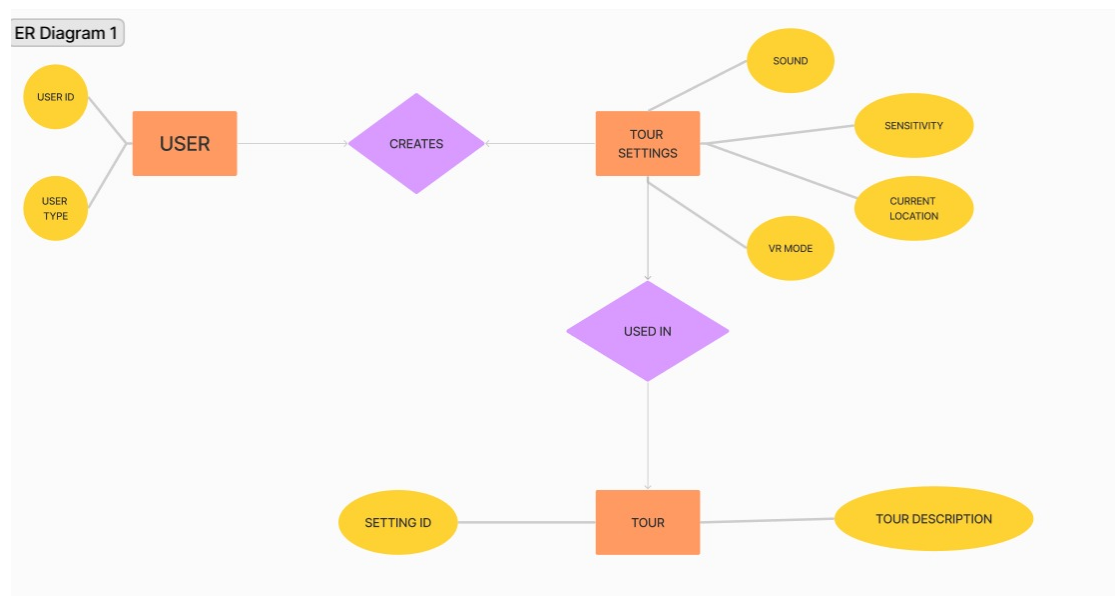 ER Diagram 1
SOUND
USER ID
SENSITIVITY
USER
CREATES
TOUR
SETTINGS
USER
TYPE
CURRENT
LOCATION
VR MODE
USED IN
SETTING ID
TOUR
TOUR DESCRIPTION